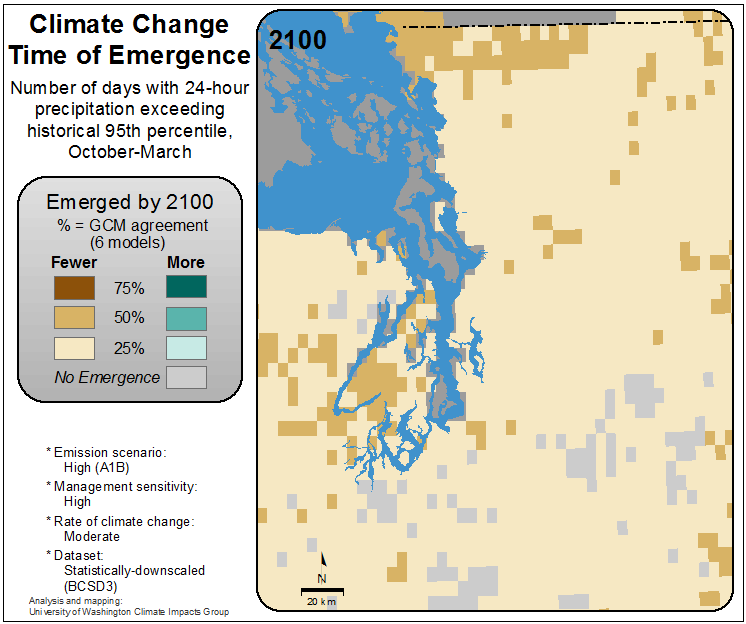 Climate Change
Time of Emergence
Number of days with 24-hour
precipitation exceeding
historical 95th percentile,
October-March
Emerged by 2100
% = GCM agreement
(6 models)
Fewer More
75%
50%
25%
No Emergence
* Emission scenario:
High (A1B)
* Management sensitivity:
High
* Rate of climate change:
Moderate
* Dataset:
Statistically-downscaled
(BCSD3)
Analysis and mapping:
University of Washington Climate Impacts Group
2100
N
20 km